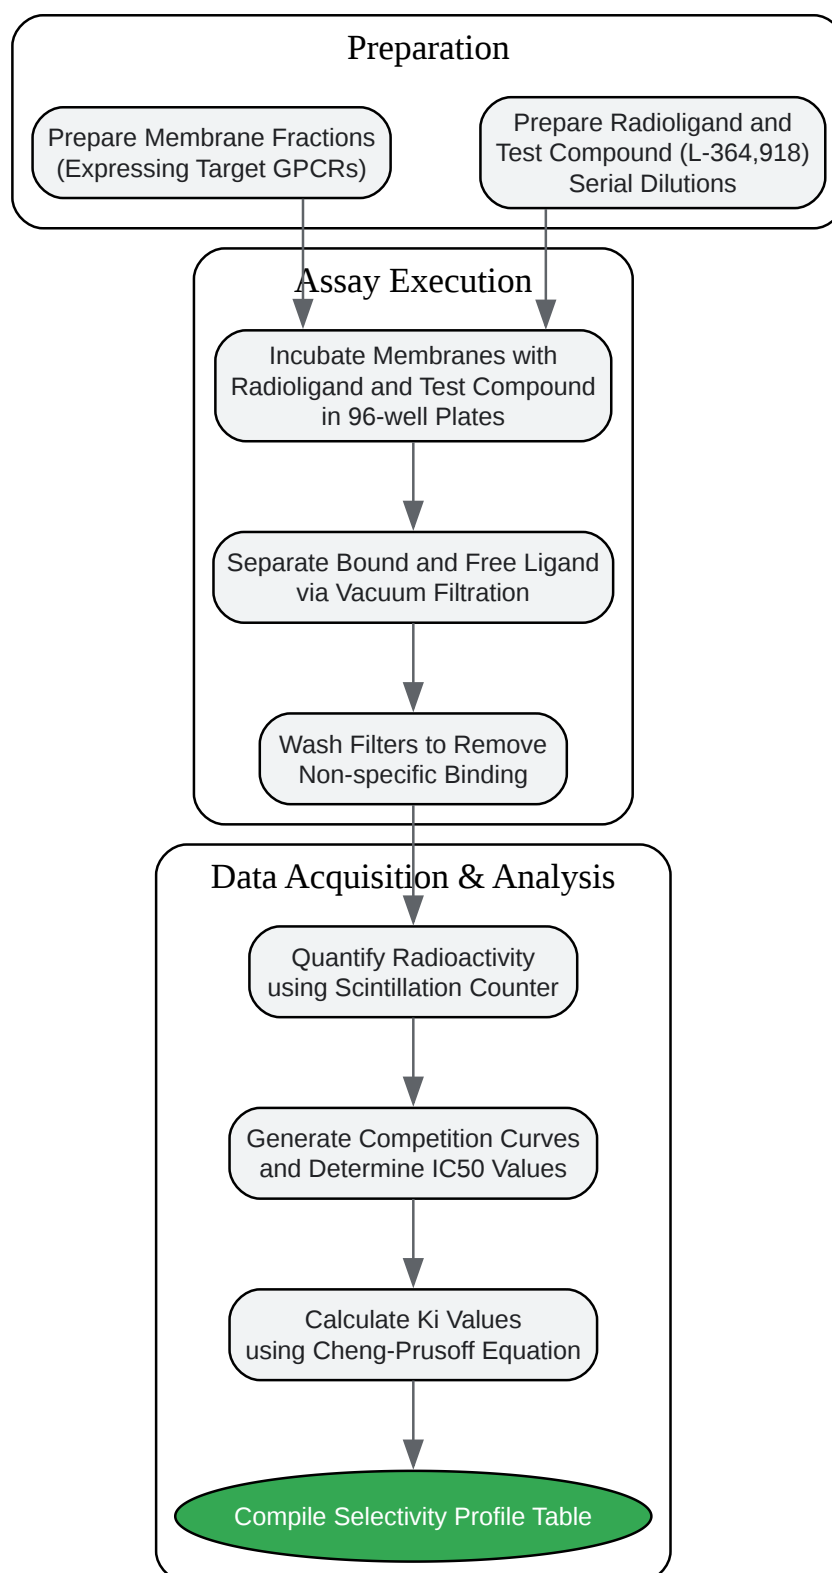 Preparation
Prepare Membrane Fractions
(Expressing Target GPCRs)
Prepare Radioligand and
Test Compound (L-364,918)
Serial Dilutions
Assay Execution
Incubate Membranes with
Radioligand and Test Compound
in 96-well Plates
Separate Bound and Free Ligand
via Vacuum Filtration
Wash Filters to Remove
Non-specific Binding
Data Acquisition & Analysis
Quantify Radioactivity
using Scintillation Counter
Generate Competition Curves
and Determine IC50 Values
Calculate Ki Values
using Cheng-Prusoff Equation
Compile Selectivity Profile Table